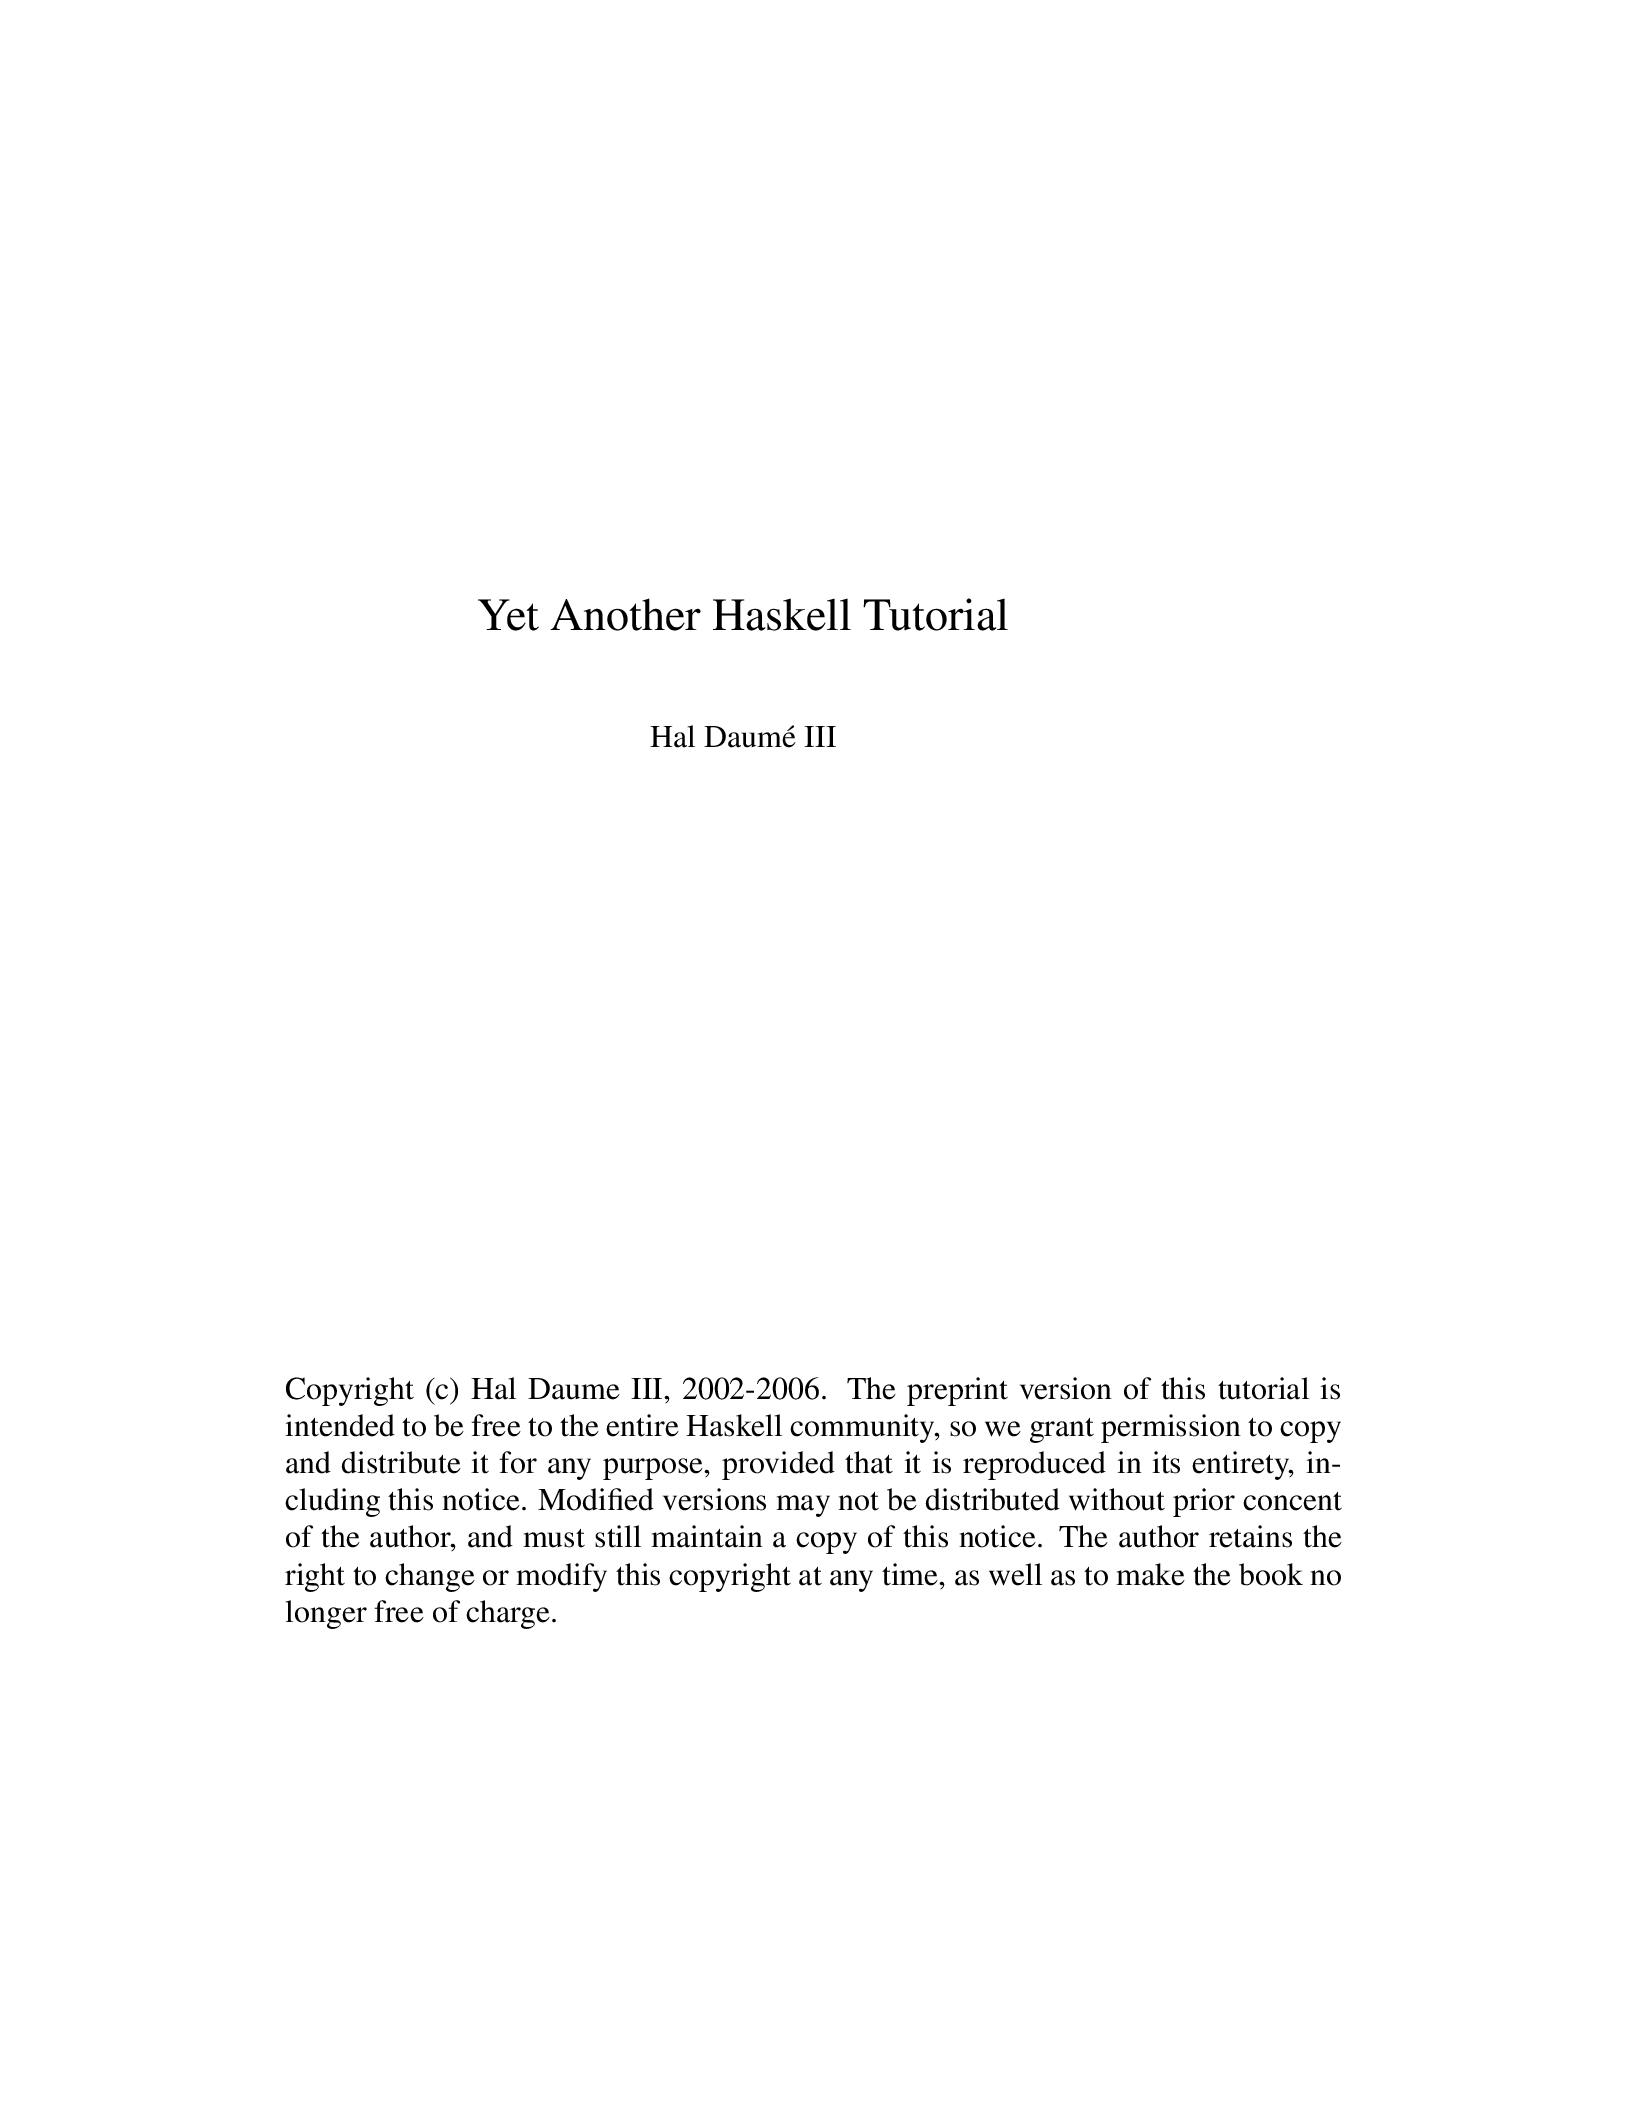 Yet Another Haskell Tutorial
Hal Daumé III
Copyright (c) Hal Daume III, 2002-2006. The preprint version of this tutorial is
intended to be free to the entire Haskell community, so we grant permission to copy
and distribute it for any purpose, provided that it is reproduced in its entirety, in-
cluding this notice. Modified versions may not be distributed without prior concent
of the author, and must still maintain a copy of this notice. The author retains the
right to change or modify this copyright at any time, as well as to make the book no
longer free of charge.